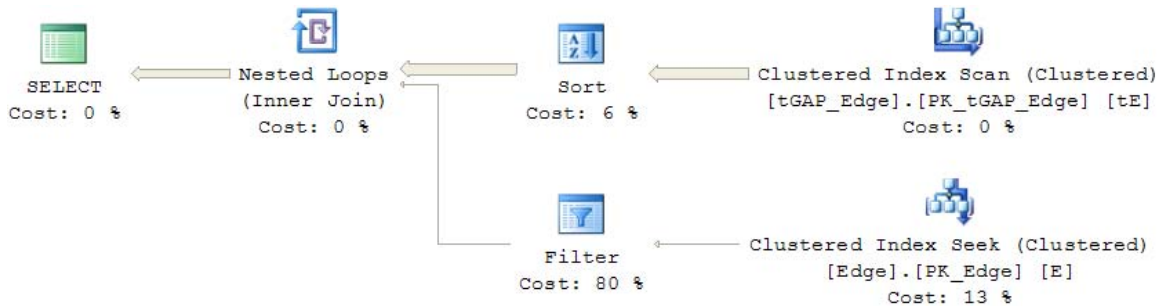 SELECT
Cost: 0 %
Nested Loops
(Inner Join)
Cost: 0 %
Sort
Cost: 6 %
Clustered Index Scan (Clustered)
[tGAP_Edge].[PK_tGAP_Edge] [tE]
Cost: 0 %
Filter
Cost: 80 %
Clustered Index Seek (Clustered)
[Edge].[PK_Edge] [E]
Cost: 13 %